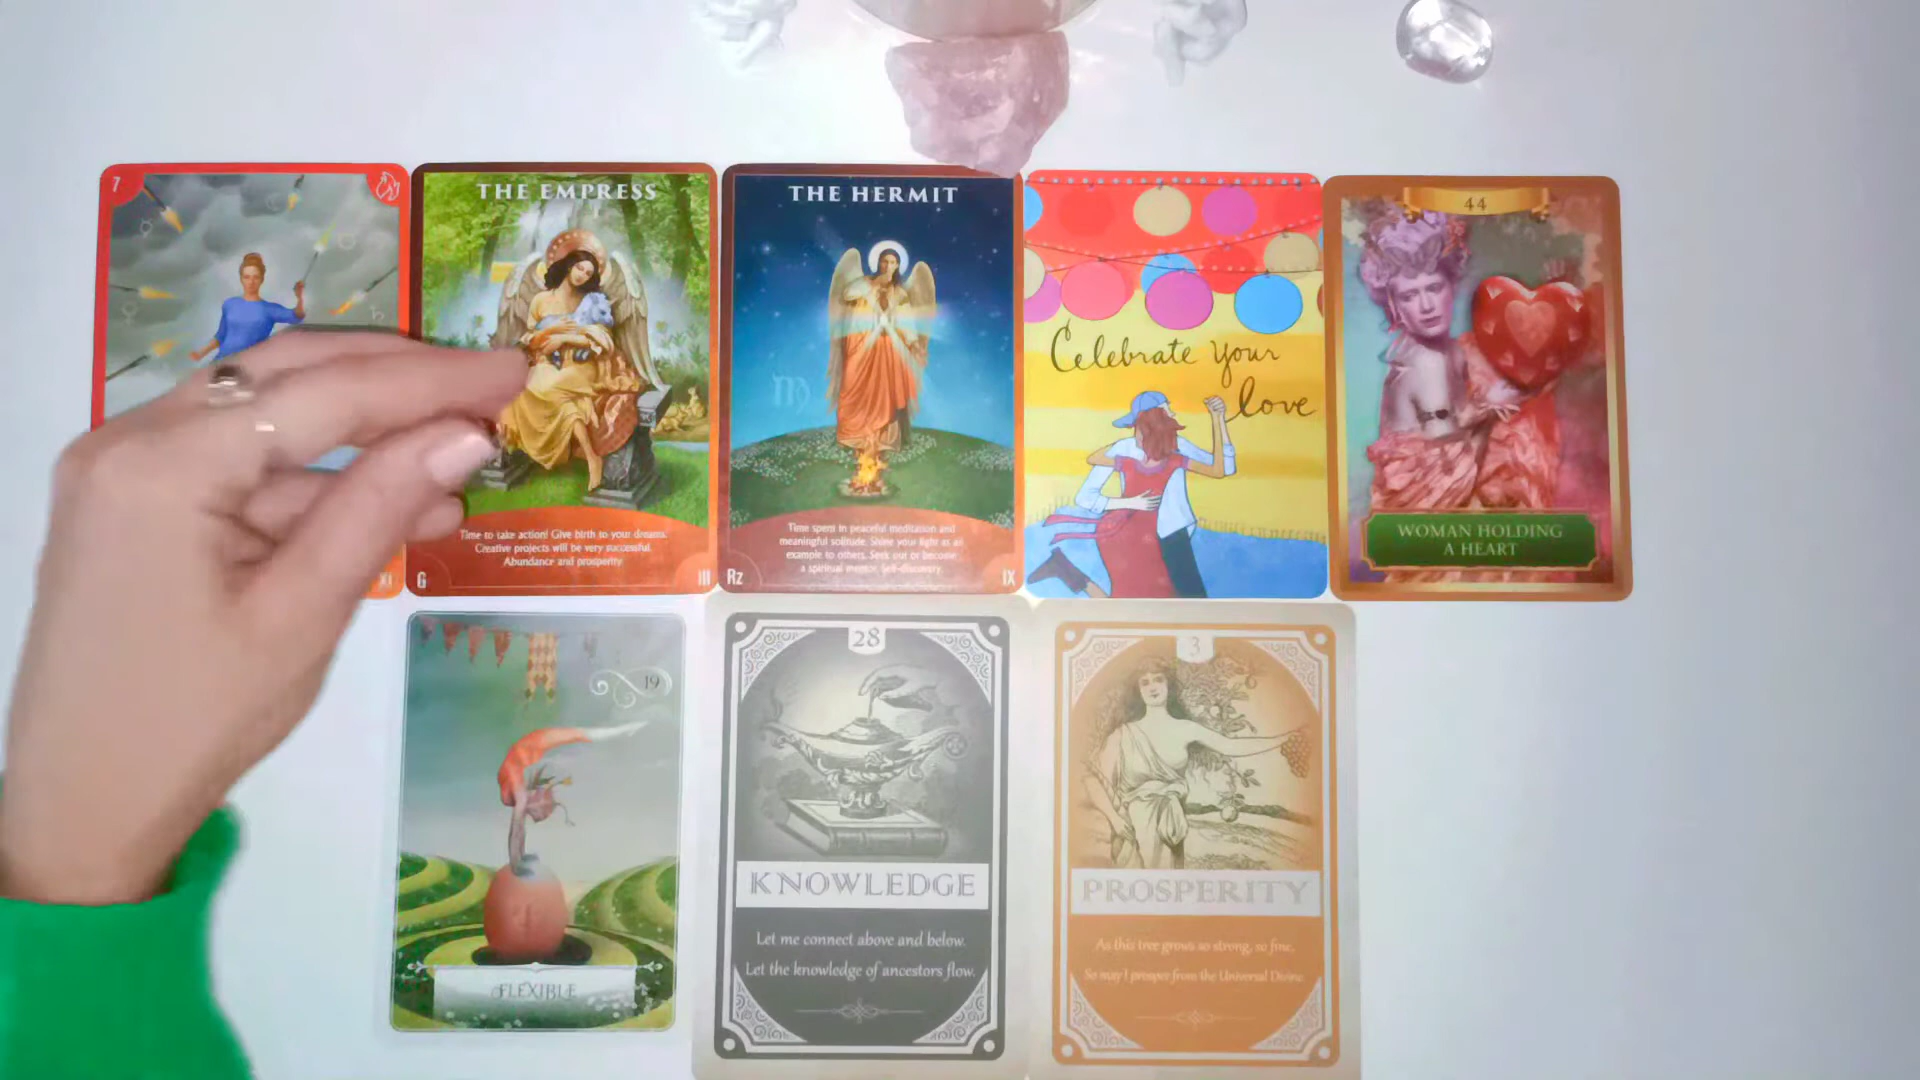 7
XI
THE EMPRESS
Time to take action! Give birth to your dreams.
Creative projects will be very successful.
Abundance and prosperity.
G
III
THE HERMIT
Time spent in peaceful meditation and
meaningful solitude. Shine your light as an
example to others. Seek out or become
a spiritual mentor. Self-discovery.
Rz
IX
Celebrate your
love
44
WOMAN HOLDING
A HEART
19
FLEXIBLE
28
KNOWLEDGE
Let me connect above and below.
Let the knowledge of ancestors flow.
3
PROSPERITY
As this tree grows so strong, so fine,
So may I prosper from the Universal Divine.